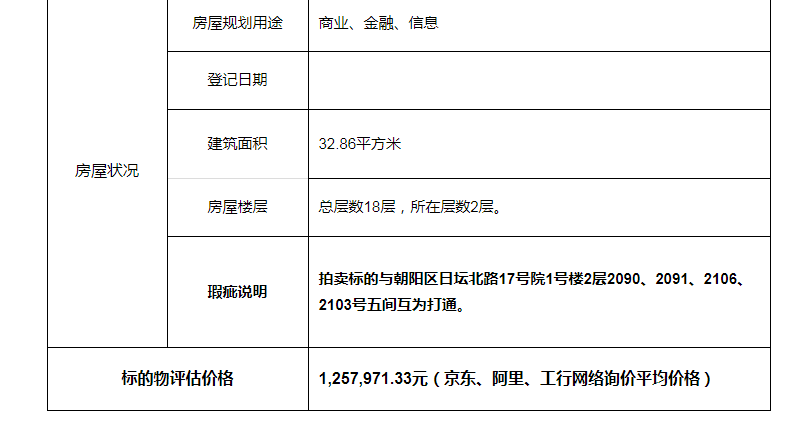 房屋规划用途 商业、金融、信息
登记日期
建筑面积 32.86平方米
房屋状况
房屋楼层 总层数18层，所在层数2层。
瑕疵说明 拍卖标的与朝阳区日坛北路17号院1号楼2层2090、2091、2106、
2103号五间互为打通。
标的物评估价格 1,257,971.33元（京东、阿里、工行网络询价平均价格）